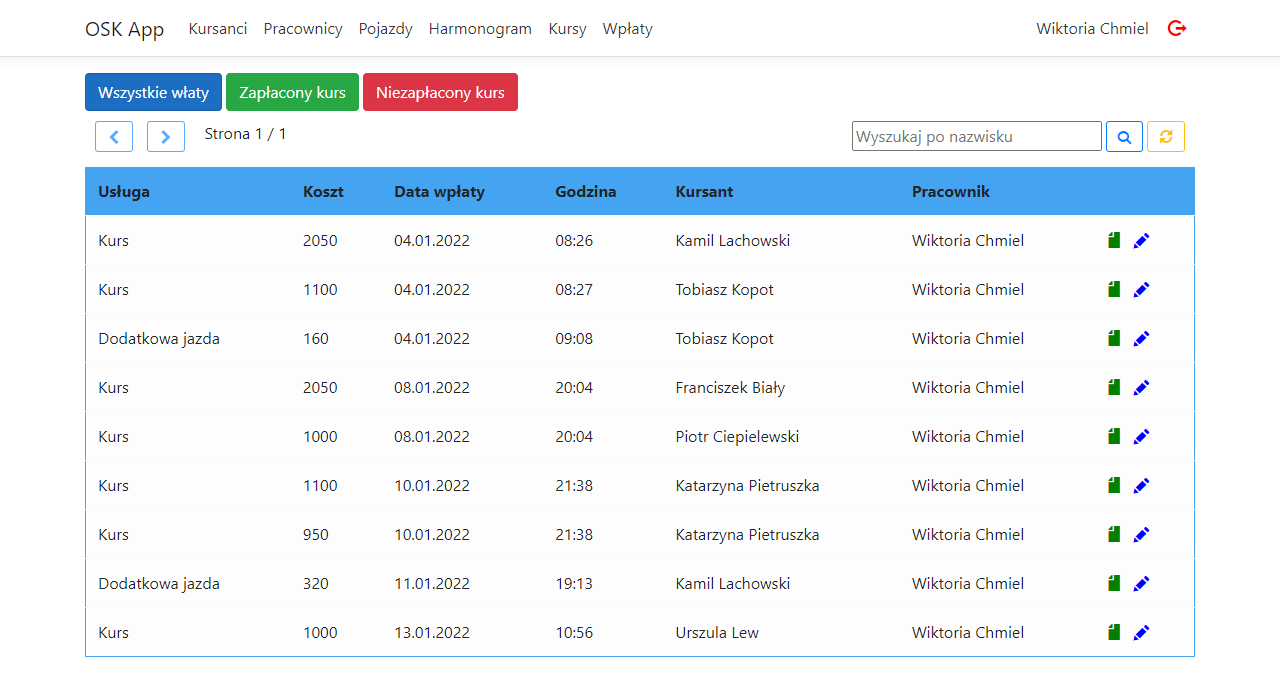 OSK App Kursanci Pracownicy Pojazdy Harmonogram Kursy Wpłaty Wiktoria Chmiel
Wszystkie właty Zapłacony kurs Niezapłacony kurs
Strona 1 / 1 Wyszukaj po nazwisku
Usługa Koszt Data wpłaty Godzina Kursant Pracownik
Kurs 2050 04.01.2022 08:26 Kamil Lachowski Wiktoria Chmiel
Kurs 1100 04.01.2022 08:27 Tobiasz Kopot Wiktoria Chmiel
Dodatkowa jazda 160 04.01.2022 09:08 Tobiasz Kopot Wiktoria Chmiel
Kurs 2050 08.01.2022 20:04 Franciszek Biały Wiktoria Chmiel
Kurs 1000 08.01.2022 20:04 Piotr Ciepielewski Wiktoria Chmiel
Kurs 1100 10.01.2022 21:38 Katarzyna Pietruszka Wiktoria Chmiel
Kurs 950 10.01.2022 21:38 Katarzyna Pietruszka Wiktoria Chmiel
Dodatkowa jazda 320 11.01.2022 19:13 Kamil Lachowski Wiktoria Chmiel
Kurs 1000 13.01.2022 10:56 Urszula Lew Wiktoria Chmiel